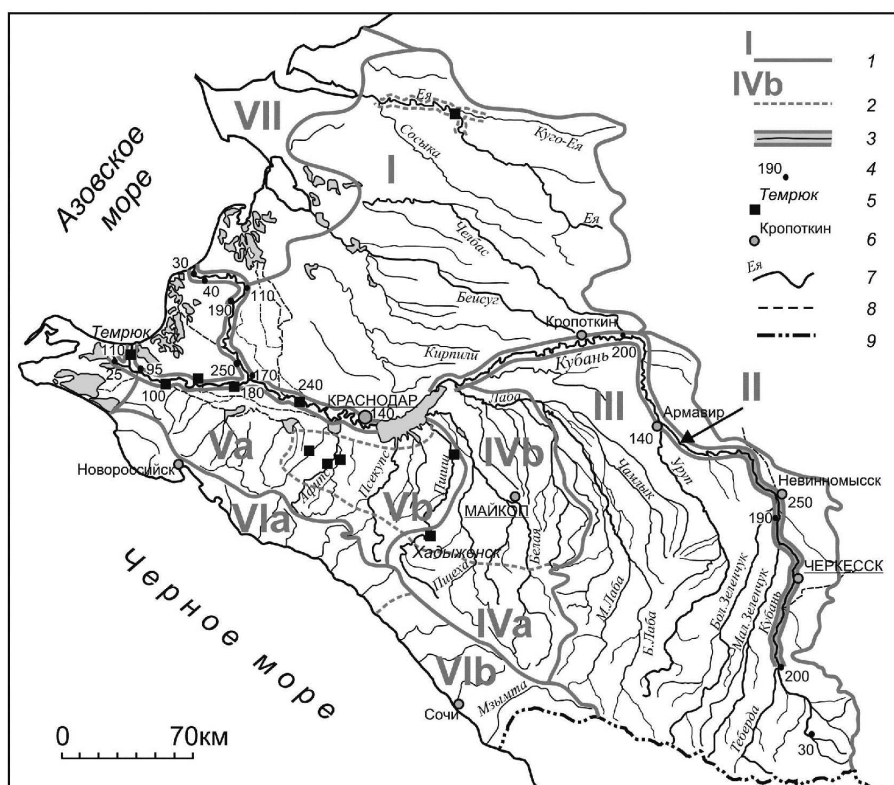 I
1
IVb
2
3
190
4
Темрюк
5
Кропоткин
6
Ея
7
8
9
VII
Ея
Куго-Ея
Сосыка
I
Азовское
море
Ея
Челбас
30
40
110
190
Бейсуг
Кропоткин
Темрюк
Кирпили
Кубань
200
110
25
95
250
170
100
180
240
КРАСНОДАР
140
Лаба
III
Армавир
II
140
Va
IVb
Новороссийск
Афипс
Псекупс
Пшиш
Чамлык
Уруп
Невинномысск
250
190
VIa
Vb
МАЙКОП
Хадыженск
Белая
ЧЕРКЕССК
Пшеха
М.Лаба
Б.Лаба
Бол.Зеленчук
Мал.Зеленчук
Кубань
Черное море
IVa
200
VIb
Сочи
Мзымта
Теберда
30
0
70км